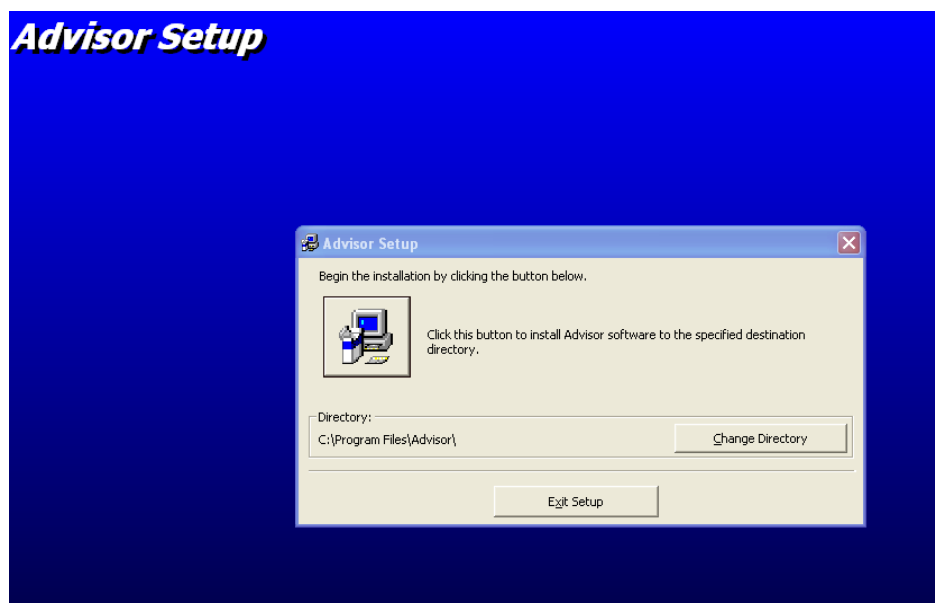 Advisor Setup
Advisor Setup
Begin the installation by clicking the button below.
Click this button to install Advisor software to the specified destination
directory.
Directory:
C:\Program Files\Advisor\
Change Directory
Exit Setup